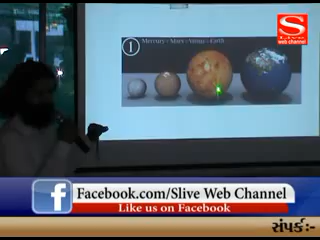 S
Slive
web channel
1
Mercury < Mars < Venus < Earth
f
Facebook.com/Slive Web Channel
Like us on Facebook
સંપર્ક:-